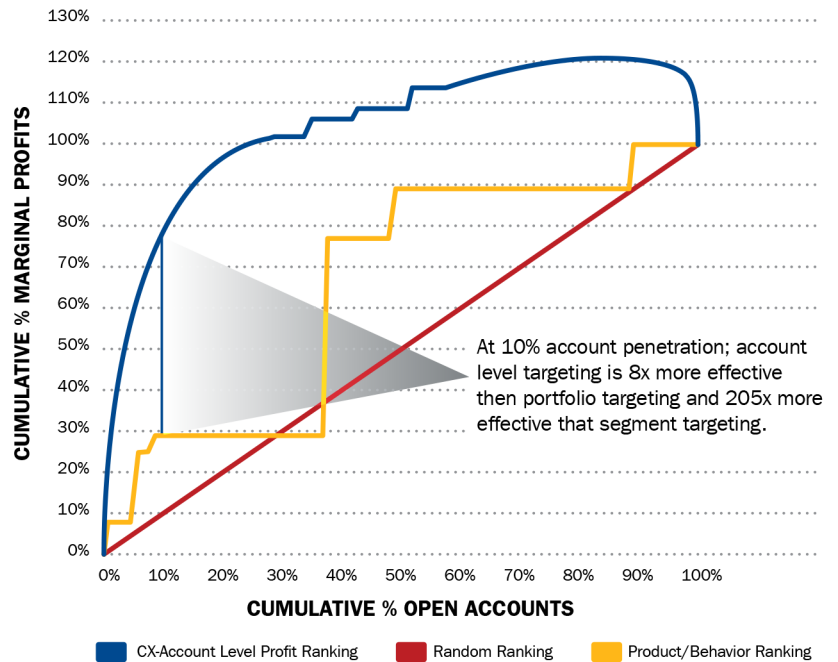 130%
120%
110%
100%
90%
80%
70%
60%
50%
40%
30%
20%
10%
0%
CUMULATIVE % MARGINAL PROFITS
At 10% account penetration; account
level targeting is 8x more effective
then portfolio targeting and 205x more
effective that segment targeting.
0% 10% 20% 30% 40% 50% 60% 70% 80% 90% 100%
CUMULATIVE % OPEN ACCOUNTS
CX-Account Level Profit Ranking Random Ranking Product/Behavior Ranking